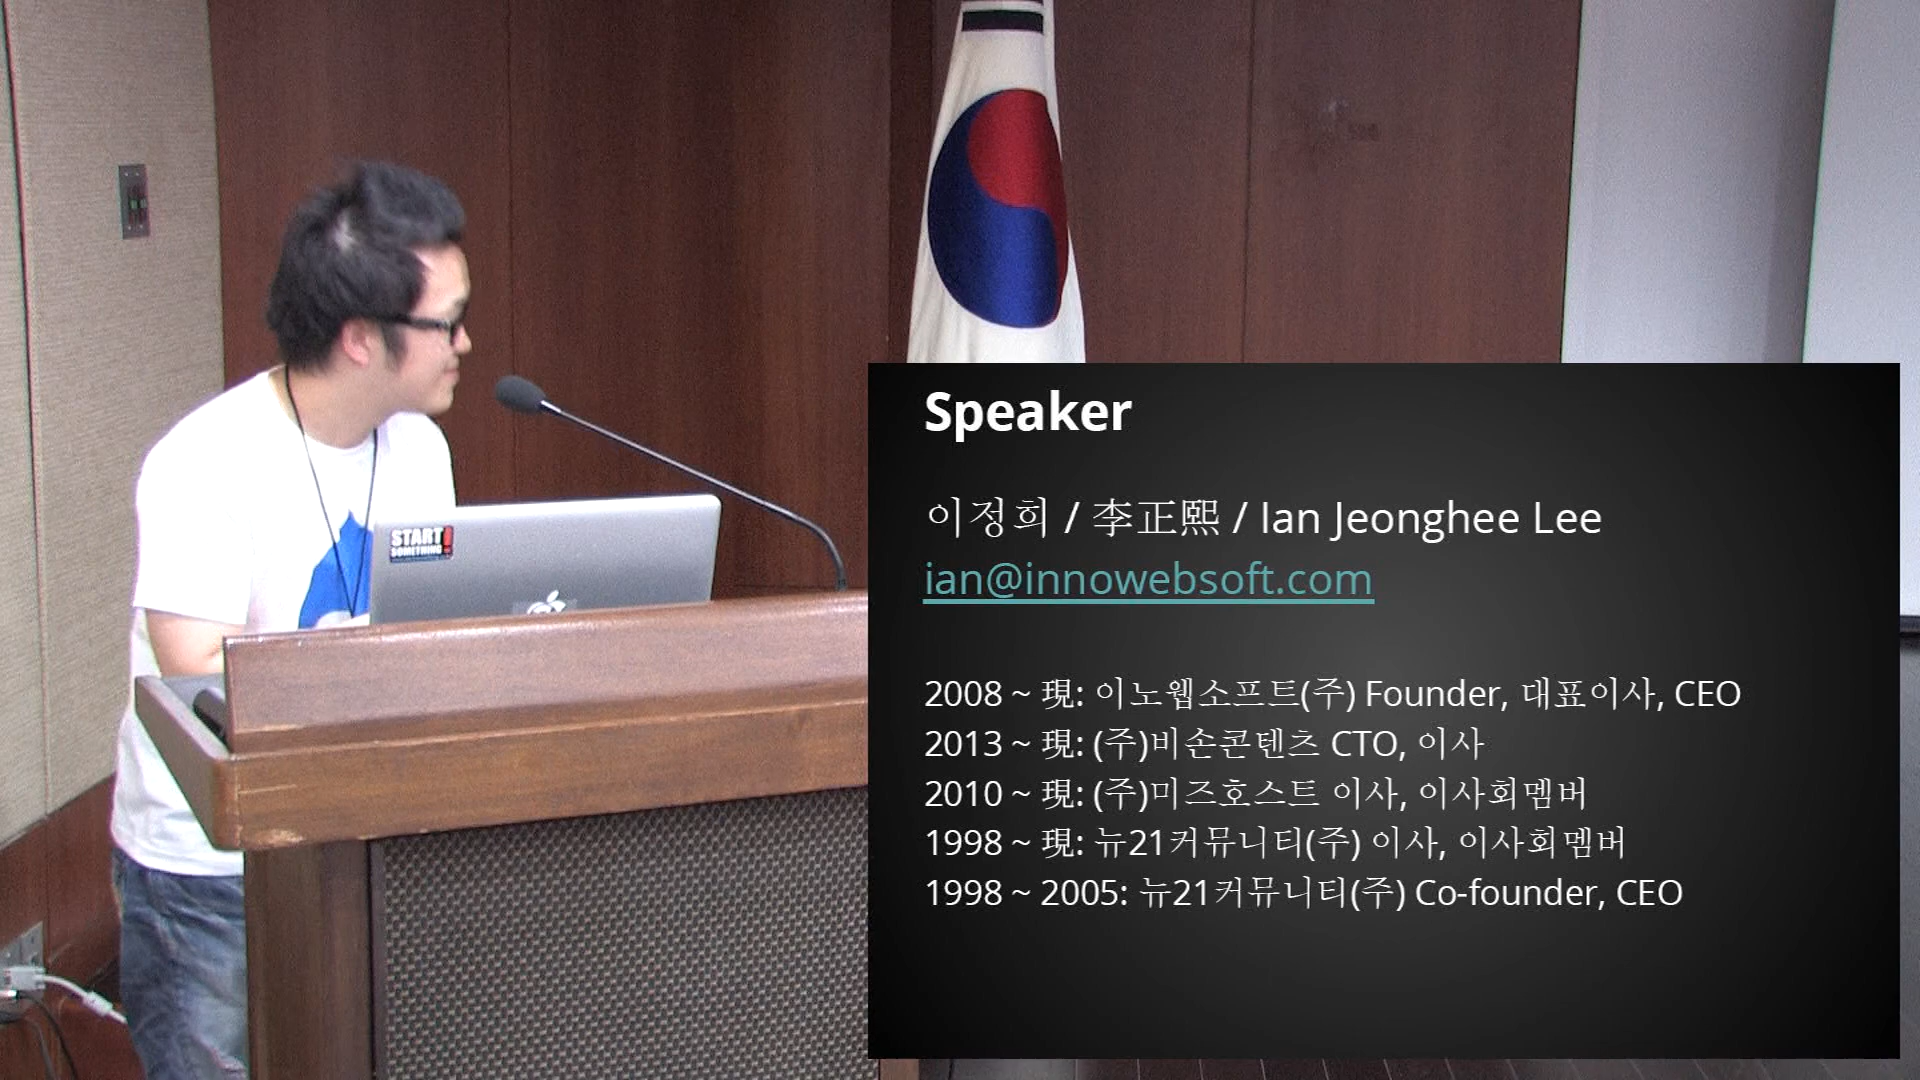 START!
SOMETHING
Speaker
이정희 / 李正熙 / Ian Jeonghee Lee
ian@innowebsoft.com
2008 ~ 現: 이노웹소프트(주) Founder, 대표이사, CEO
2013 ~ 現: (주)비손콘텐츠 CTO, 이사
2010 ~ 現: (주)미즈호스트 이사, 이사회멤버
1998 ~ 現: 뉴21커뮤니티(주) 이사, 이사회멤버
1998 ~ 2005: 뉴21커뮤니티(주) Co-founder, CEO